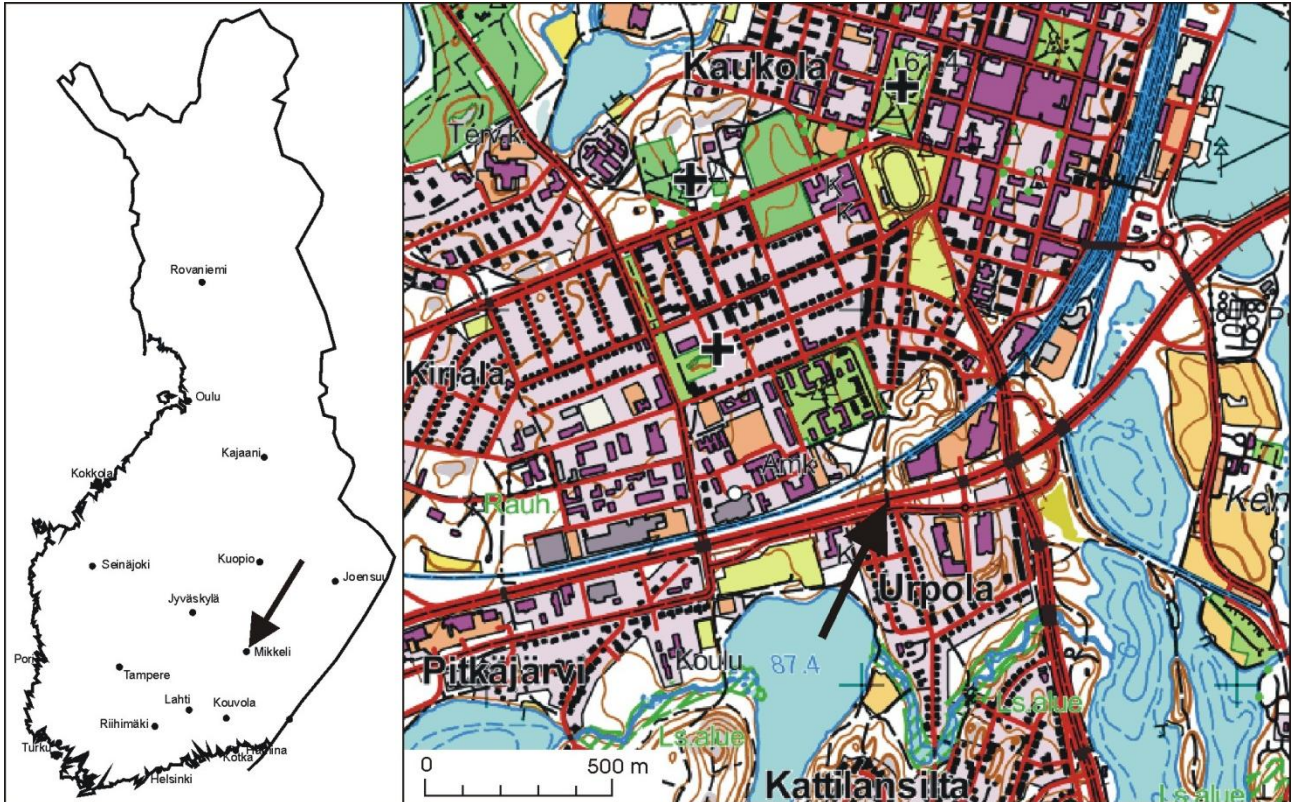 Rovaniemi
Oulu
Kajaani
Kokkola
Seinäjoki
Kuopio
Joensuu
Jyväskylä
Mikkeli
Pori
Tampere
Lahti
Kouvola
Riihimäki
Turku
Hamina
Kotka
Helsinki
Kaukola
61.4
Terv.k.
K
K
Kirjala
Amk
Rauh.
3
K
Urpola
Pitkäjärvi
Koulu
87.4
Ls.alue
Ls.alue
Kattilansilta
Ls.alue
0 500 m